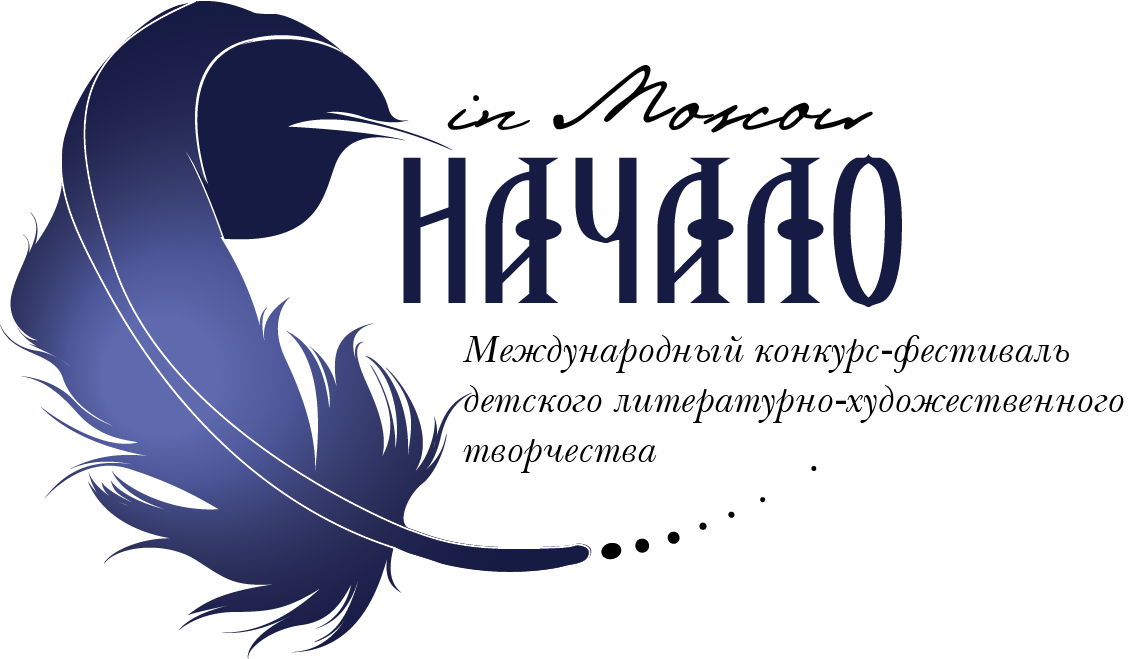 in Moscow
НАЧАЛО
Международный конкурс-фестиваль
детского литературно-художественного
творчества